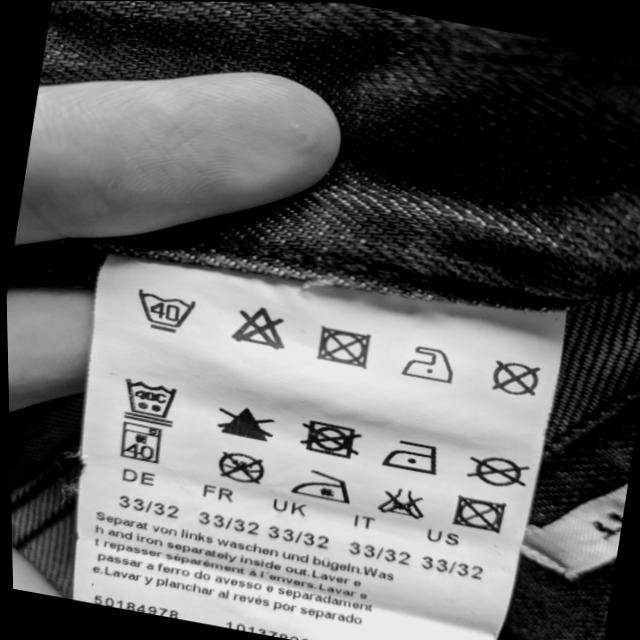 40
30C
40
DE FR UK IT US
33/32 33/32 33/32 33/32 33/32
Separat von links waschen und bügeln.Was
h and iron separately inside out.Laver e
t repasser séparément à l'envers.Lavare e
passar a ferro do avesso e separadament
e.Lavar y planchar al revés por separado
50184978